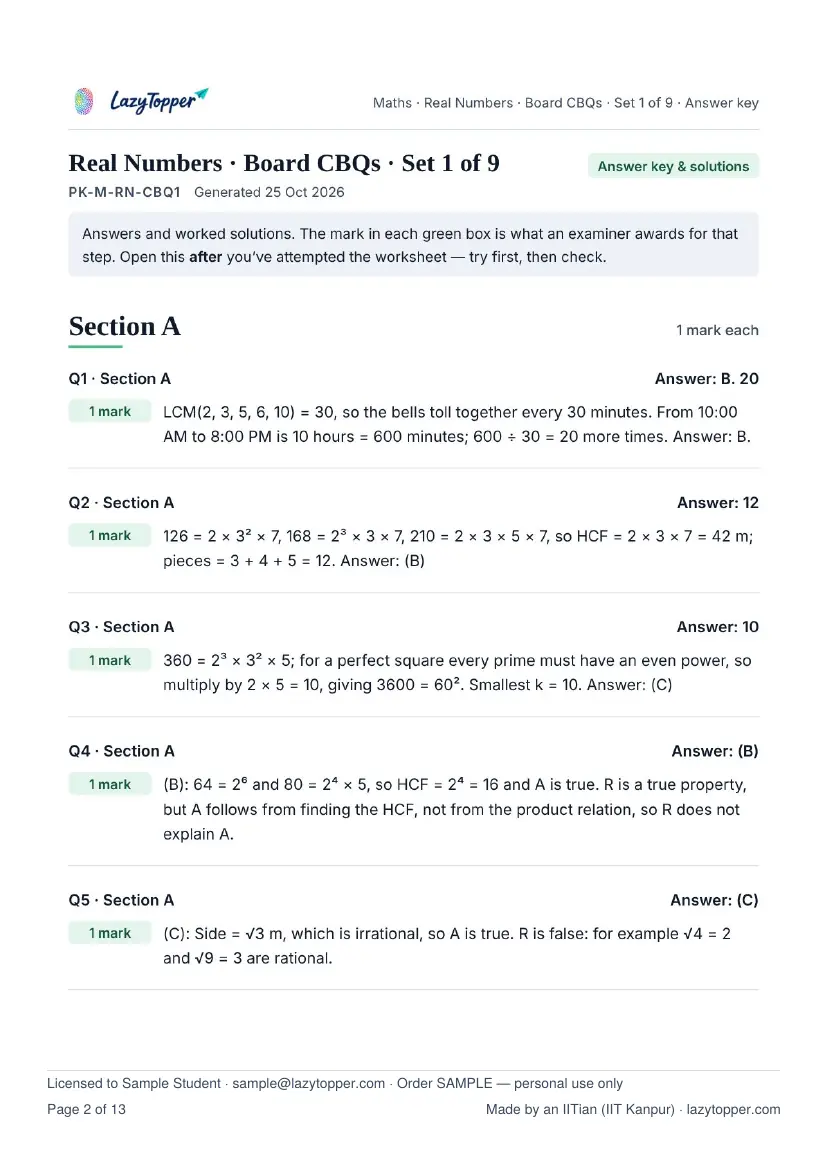 LazyTopper
Maths · Real Numbers · Board CBQs · Set 1 of 9 · Answer key
Real Numbers · Board CBQs · Set 1 of 9
Answer key & solutions
PK-M-RN-CBQ1 Generated 25 Oct 2026
Answers and worked solutions. The mark in each green box is what an examiner awards for that
step. Open this after you’ve attempted the worksheet — try first, then check.
Section A
1 mark each
Q1 · Section A
Answer: B. 20
1 mark
LCM(2, 3, 5, 6, 10) = 30, so the bells toll together every 30 minutes. From 10:00
AM to 8:00 PM is 10 hours = 600 minutes; 600 ÷ 30 = 20 more times. Answer: B.
Q2 · Section A
Answer: 12
1 mark
126 = 2 × 3² × 7, 168 = 2³ × 3 × 7, 210 = 2 × 3 × 5 × 7, so HCF = 2 × 3 × 7 = 42 m;
pieces = 3 + 4 + 5 = 12. Answer: (B)
Q3 · Section A
Answer: 10
1 mark
360 = 2³ × 3² × 5; for a perfect square every prime must have an even power, so
multiply by 2 × 5 = 10, giving 3600 = 60². Smallest k = 10. Answer: (C)
Q4 · Section A
Answer: (B)
1 mark
(B): 64 = 2⁶ and 80 = 2⁴ × 5, so HCF = 2⁴ = 16 and A is true. R is a true property,
but A follows from finding the HCF, not from the product relation, so R does not
explain A.
Q5 · Section A
Answer: (C)
1 mark
(C): Side = √3 m, which is irrational, so A is true. R is false: for example √4 = 2
and √9 = 3 are rational.
Licensed to Sample Student · sample@lazytopper.com · Order SAMPLE — personal use only
Page 2 of 13
Made by an IITian (IIT Kanpur) · lazytopper.com